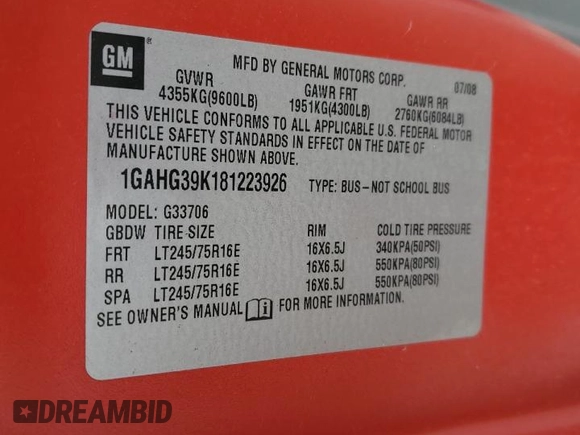 GM
MFD BY GENERAL MOTORS CORP. 07/08
GVWR GAWR FRT GAWR RR
4355KG(9600LB) 1951KG(4300LB) 2760KG(6084LB)
THIS VEHICLE CONFORMS TO ALL APPLICABLE U.S. FEDERAL MOTOR
VEHICLE SAFETY STANDARDS IN EFFECT ON THE DATE OF
MANUFACTURE SHOWN ABOVE.
1GAHG39K181223926 TYPE: BUS-NOT SCHOOL BUS
MODEL: G33706
GBDW TIRE-SIZE RIM COLD TIRE PRESSURE
FRT LT245/75R16E 16X6.5J 340KPA(50PSI)
RR LT245/75R16E 16X6.5J 550KPA(80PSI)
SPA LT245/75R16E 16X6.5J 550KPA(80PSI)
SEE OWNER'S MANUAL FOR MORE INFORMATION
DREAMBID